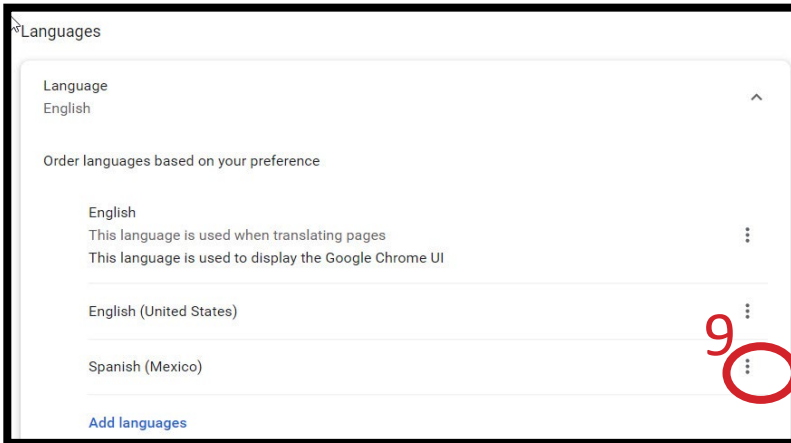 Languages
Language
English
Order languages based on your preference
English
This language is used when translating pages
This language is used to display the Google Chrome UI
English (United States)
9
Spanish (Mexico)
Add languages